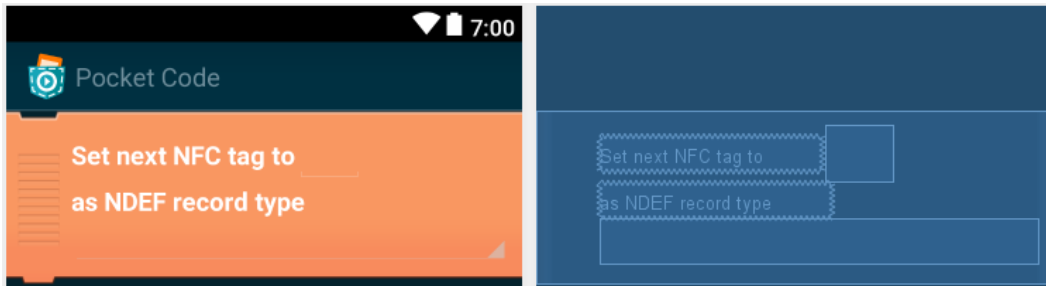 7:00
Pocket Code
Set next NFC tag to
as NDEF record type
Set next NFC tag to
as NDEF record type